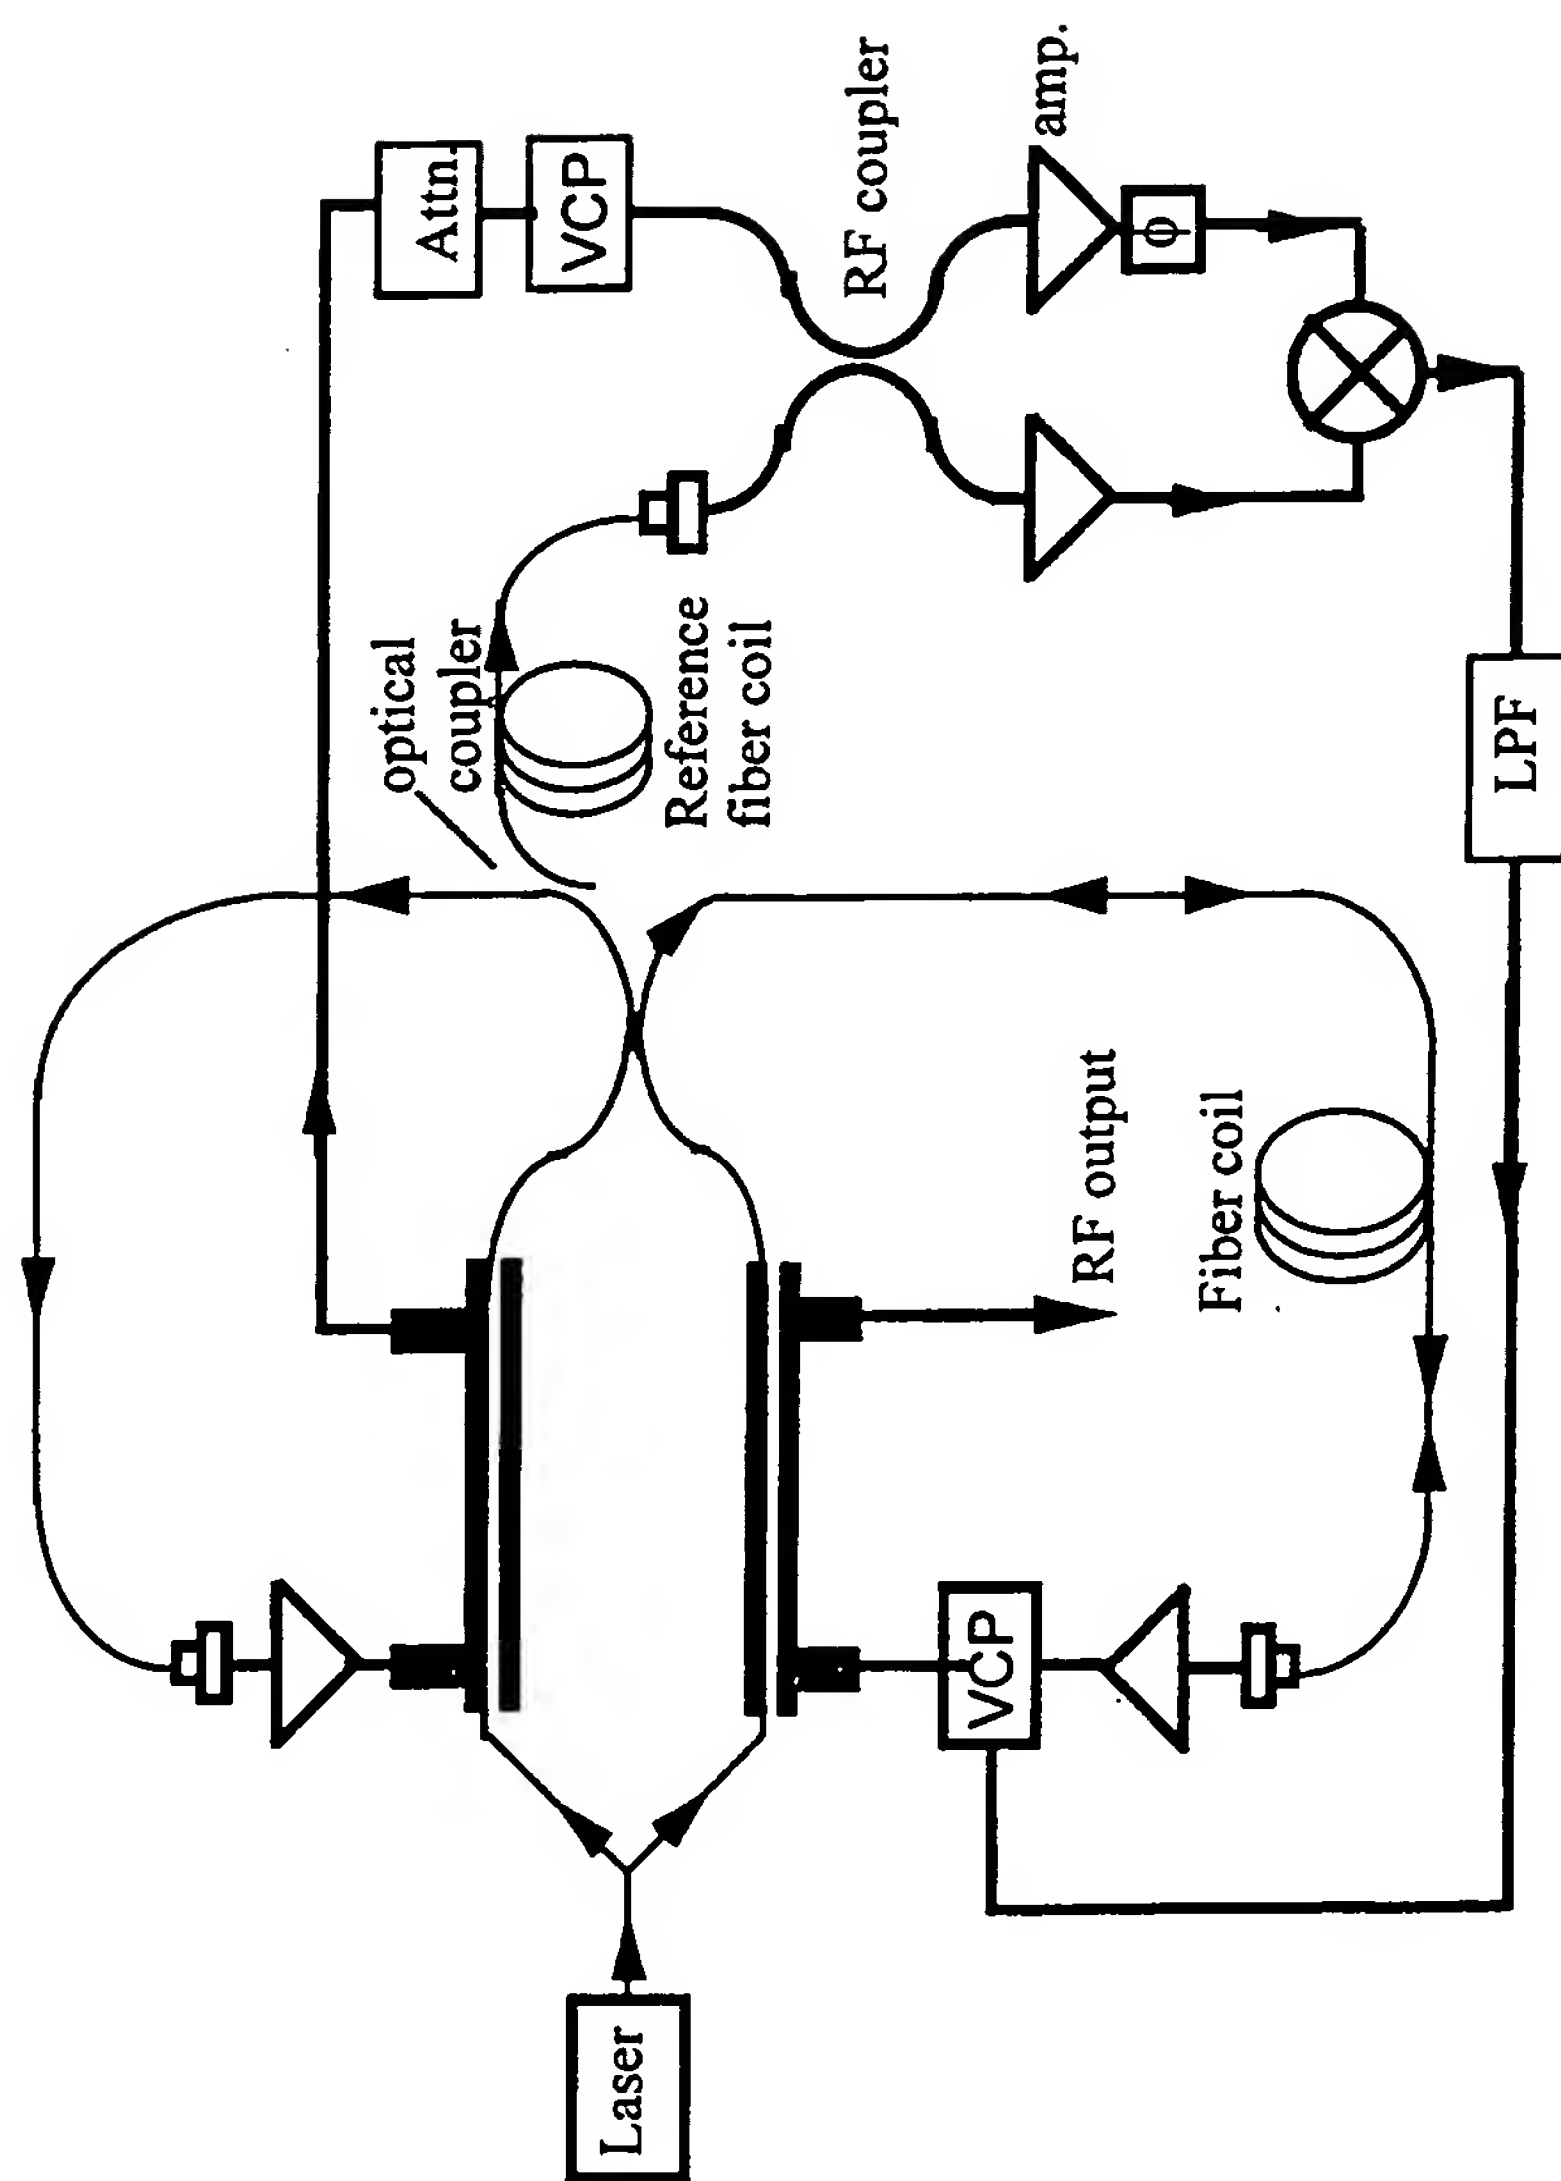 Laser
VCP
RF output
Fiber coil
optical
coupler
Reference
fiber coil
Attn.
VCP
RF coupler
amp.
ϕ
LPF